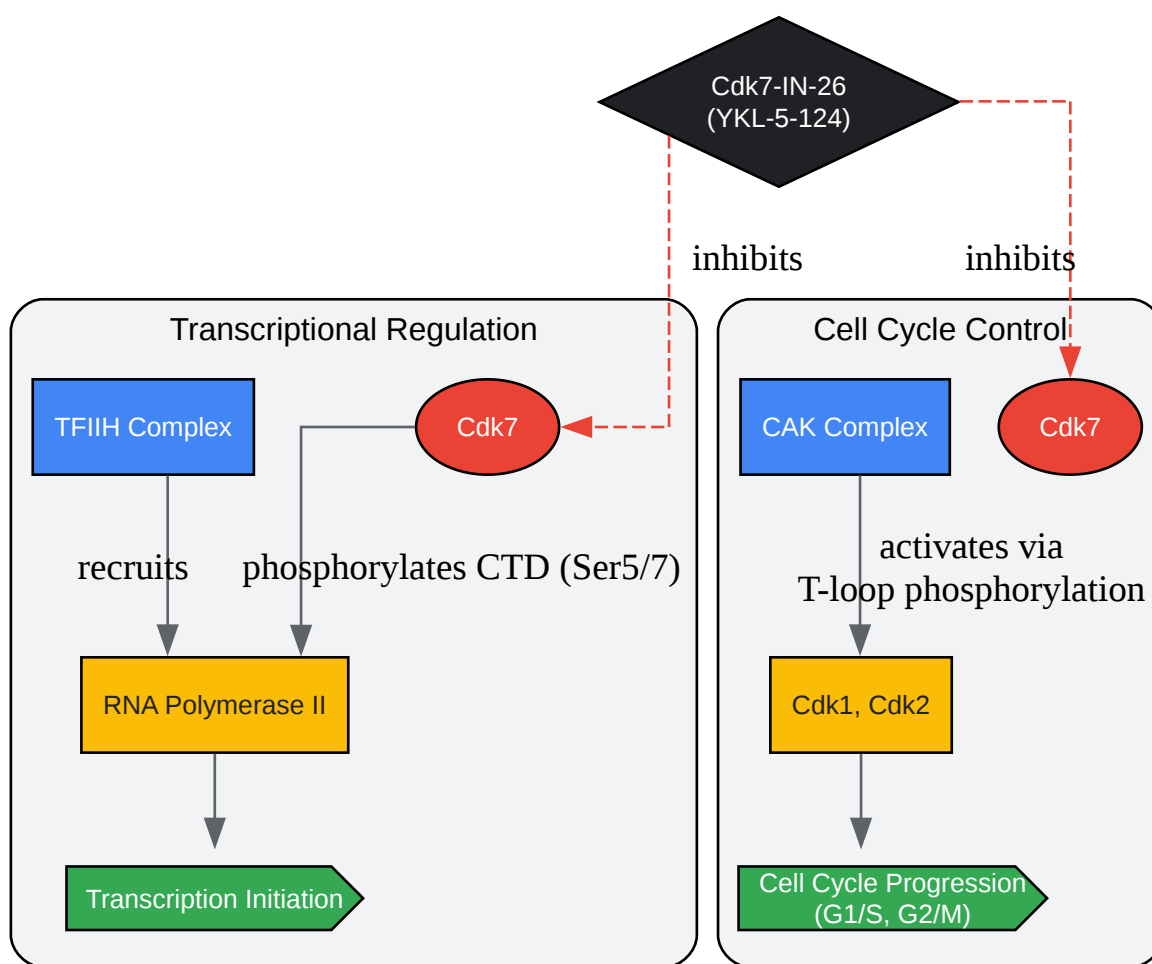 Cdk7-IN-26
(YKL-5-124)
inhibits
inhibits
Transcriptional Regulation
Cell Cycle Control
TFIIH Complex
Cdk7
CAK Complex
Cdk7
recruits
phosphorylates CTD (Ser5/7)
activates via
T-loop phosphorylation
RNA Polymerase II
Cdk1, Cdk2
Transcription Initiation
Cell Cycle Progression
(G1/S, G2/M)